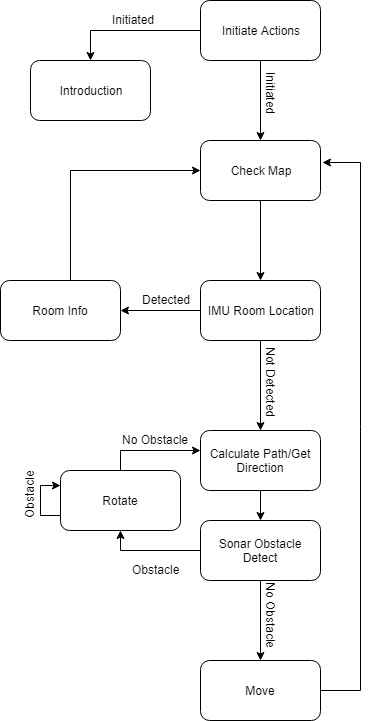 Initiated
Initiate Actions
Introduction
Initiated
Check Map
Detected
Room Info
IMU Room Location
Not Detected
No Obstacle
Calculate Path/Get
Direction
Obstacle
Rotate
Sonar Obstacle
Detect
Obstacle
No Obstacle
Move